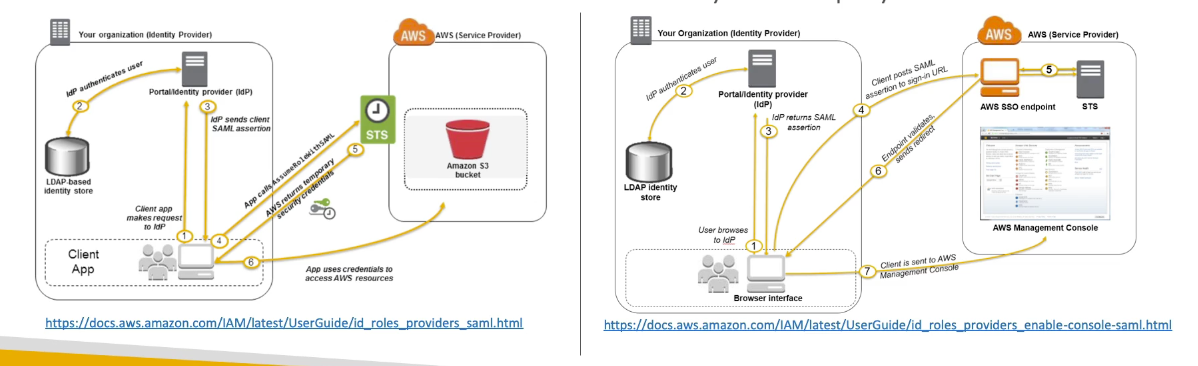 Your organization (Identity Provider)
AWS
AWS (Service Provider)
IdP authenticates user
2
Portal/identity provider (IdP)
3
IdP sends client
SAML assertion
LDAP-based
identity store
STS
5
Amazon S3
bucket
App calls AssumeRoleWithSAML
AWS returns temporary
security credentials
Client app
makes request
to IdP
1
4
Client
App
6
App uses credentials to
access AWS resources
https://docs.aws.amazon.com/IAM/latest/UserGuide/id_roles_providers_saml.html
Your Organization (Identity Provider)
AWS
AWS (Service Provider)
IdP authenticates user
2
Portal/Identity provider
(IdP)
3
IdP returns SAML
assertion
Client posts SAML
assertion to sign-in URL
4
5
AWS SSO endpoint
STS
LDAP identity
store
Endpoint validates,
sends redirect
6
AWS Management Console
User browses
to IdP
1
7
Client is sent to AWS
Management Console
Browser interface
https://docs.aws.amazon.com/IAM/latest/UserGuide/id_roles_providers_enable-console-saml.html